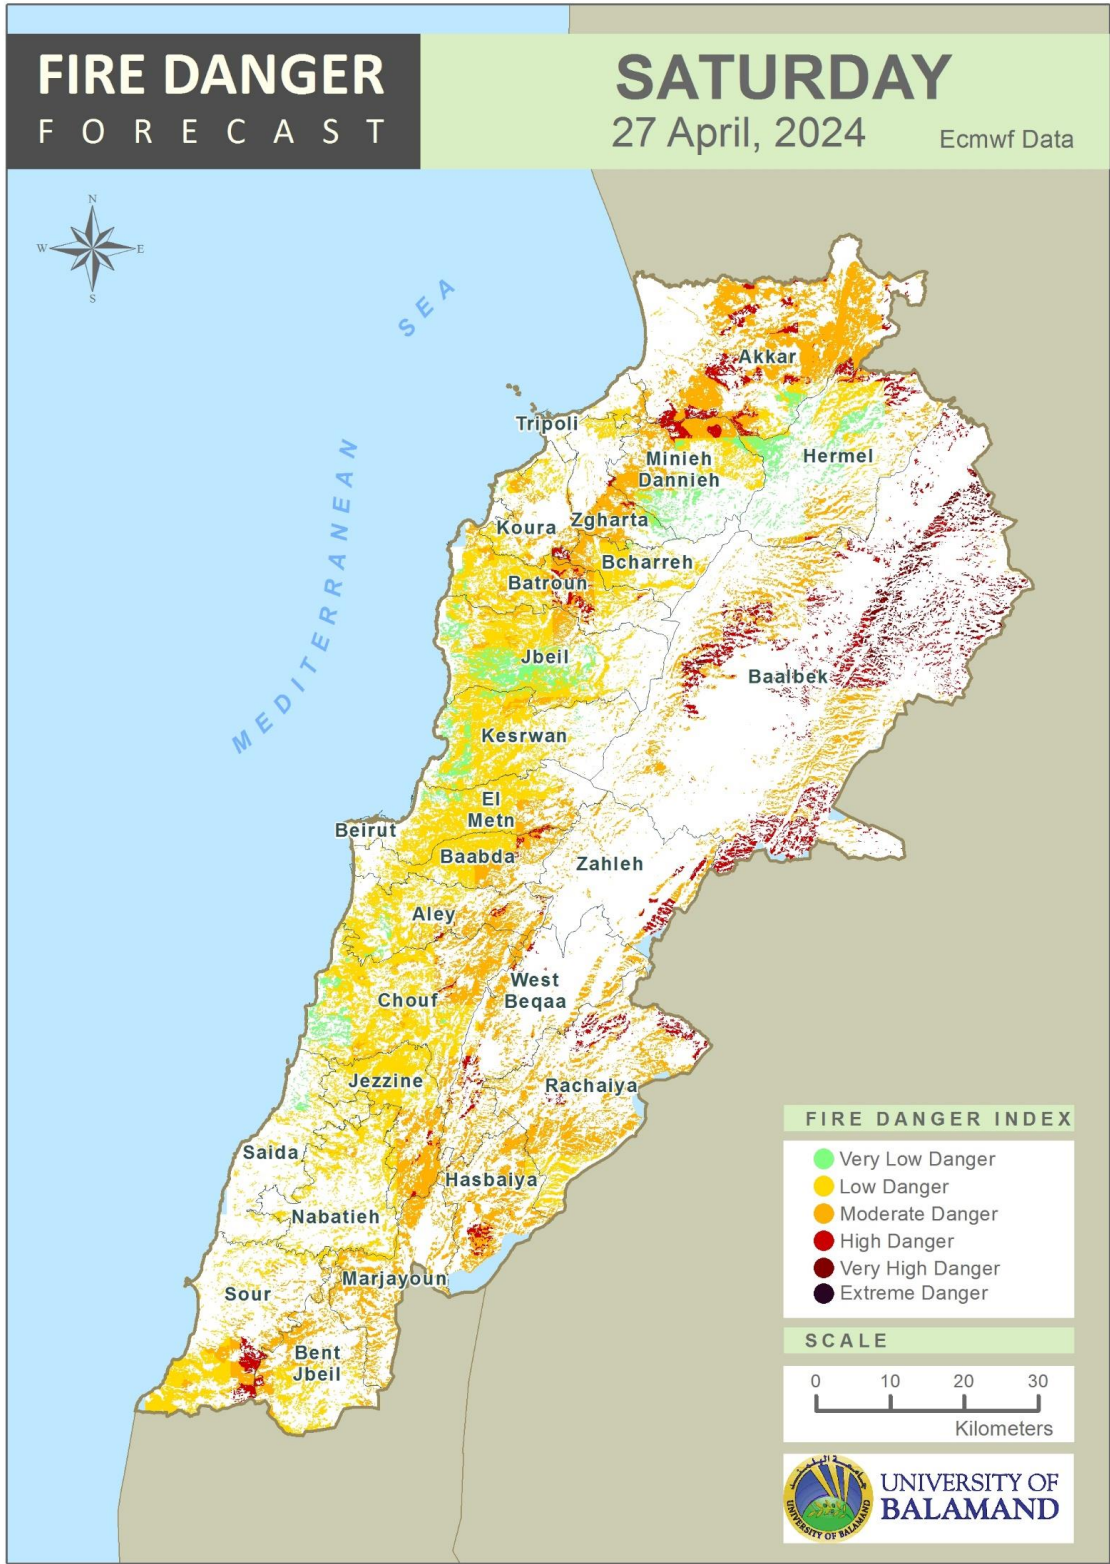 FIRE DANGER
FORECAST
SATURDAY
27 April, 2024
Ecmwf Data
N
W
E
S
SEA
MEDITERRANEAN
Akkar
Tripoli
Minieh
Dannieh
Hermel
Koura
Zgharta
Bcharreh
Batroun
Jbeil
Baalbek
Kesrwan
El
Metn
Beirut
Baabda
Zahleh
Aley
West
Beqaa
Chouf
Jezzine
Rachaiya
Saida
Hasbaiya
Nabatieh
Marjayoun
Sour
Bent
Jbeil
FIRE DANGER INDEX
Very Low Danger
Low Danger
Moderate Danger
High Danger
Very High Danger
Extreme Danger
SCALE
0 10 20 30
Kilometers
UNIVERSITY OF
BALAMAND
UNIVERSITY OF BALAMAND